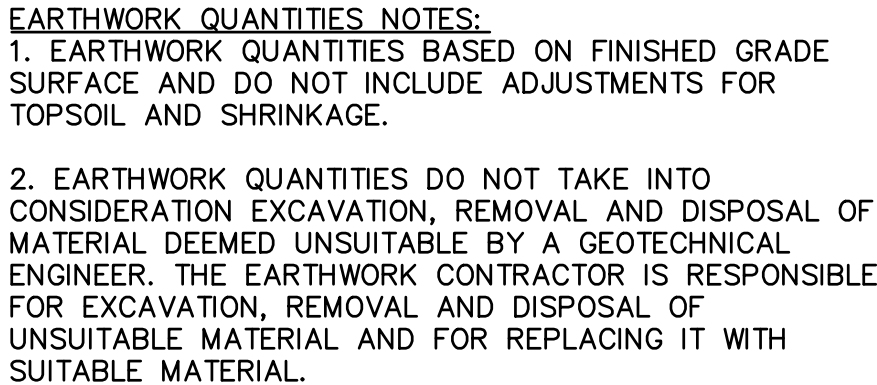 EARTHWORK QUANTITIES NOTES:
1. EARTHWORK QUANTITIES BASED ON FINISHED GRADE
SURFACE AND DO NOT INCLUDE ADJUSTMENTS FOR
TOPSOIL AND SHRINKAGE.
2. EARTHWORK QUANTITIES DO NOT TAKE INTO
CONSIDERATION EXCAVATION, REMOVAL AND DISPOSAL OF
MATERIAL DEEMED UNSUITABLE BY A GEOTECHNICAL
ENGINEER. THE EARTHWORK CONTRACTOR IS RESPONSIBLE
FOR EXCAVATION, REMOVAL AND DISPOSAL OF
UNSUITABLE MATERIAL AND FOR REPLACING IT WITH
SUITABLE MATERIAL.